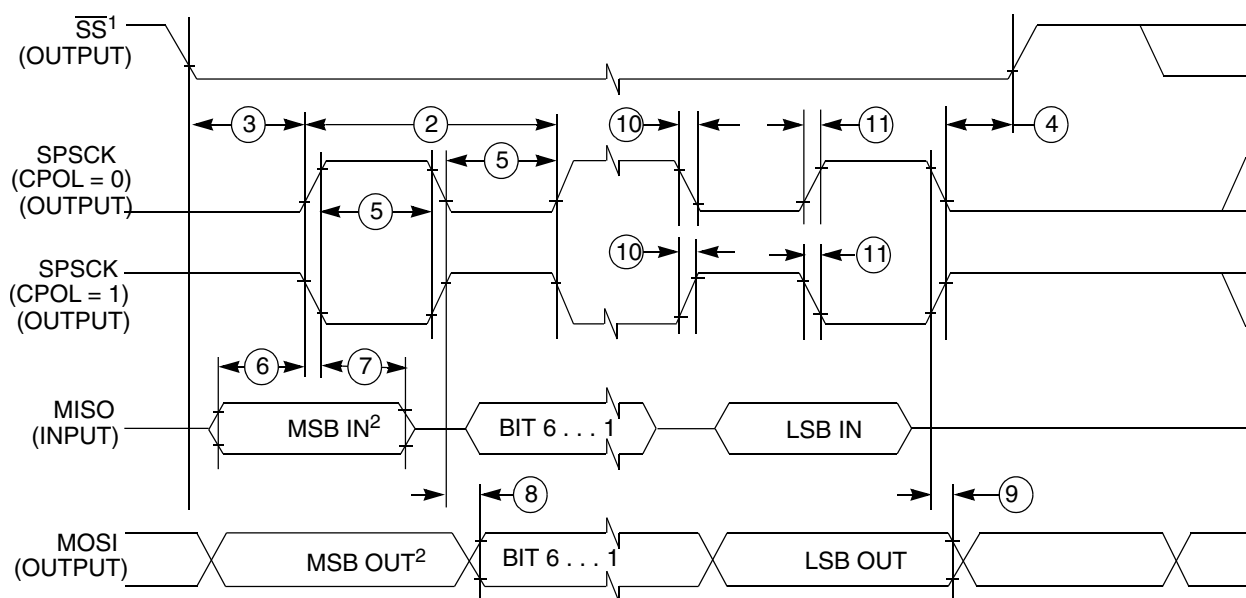 SS¹
(OUTPUT)
3
2
10
11
4
SPSCK
(CPOL = 0)
(OUTPUT)
5
5
SPSCK
(CPOL = 1)
(OUTPUT)
10
11
6
7
MISO
(INPUT)
MSB IN²
BIT 6 . . . 1
LSB IN
8
9
MOSI
(OUTPUT)
MSB OUT²
BIT 6 . . . 1
LSB OUT